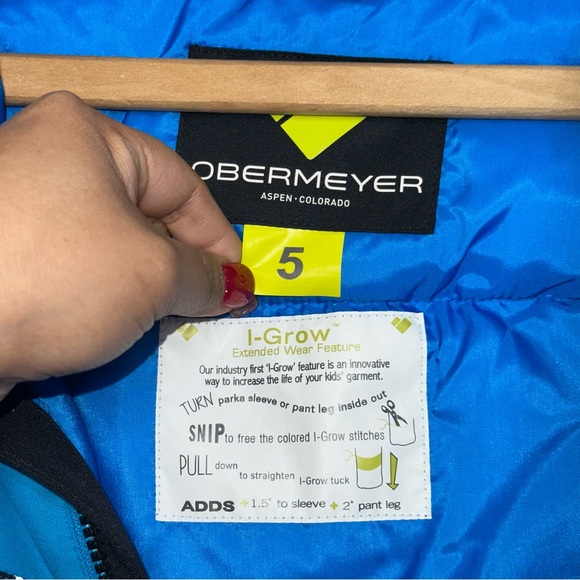 OBERMEYER
ASPEN · COLORADO
5
I-Grow™
Extended Wear Feature
Our industry first 'I-Grow' feature is an innovative
way to increase the life of your kids' garment.
TURN parka sleeve or pant leg inside out
SNIP to free the colored I-Grow stitches
PULL down
to straighten I-Grow tuck
ADDS + 1.5" to sleeve + 2" pant leg